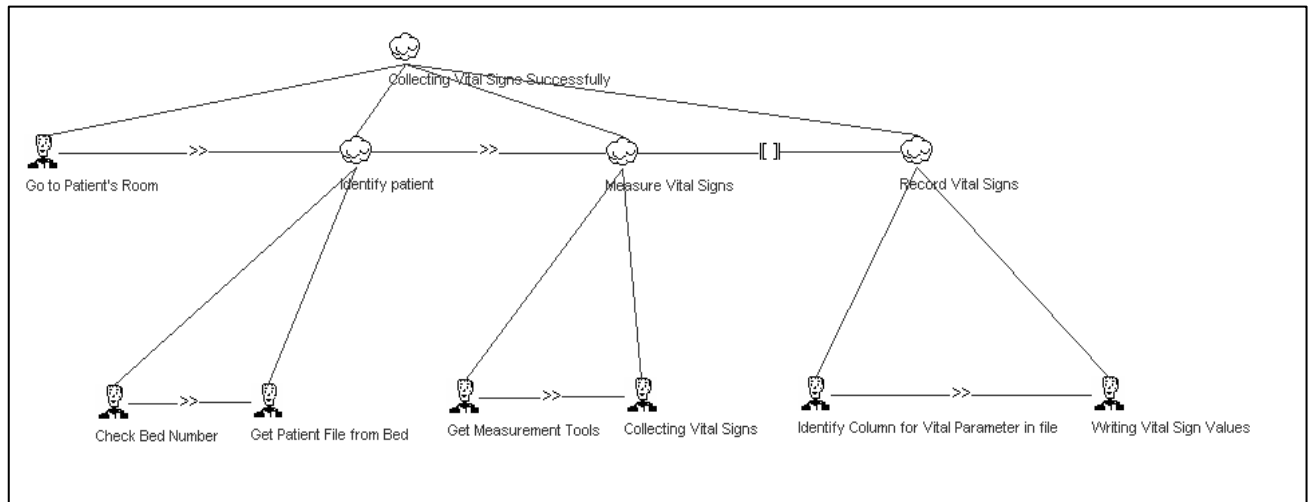 Collecting Vital Signs Successfully
>> >> |[ ]|
Go to Patient's Room Identify patient Measure Vital Signs Record Vital Signs
>> >> >>
Check Bed Number Get Patient File from Bed Get Measurement Tools Collecting Vital Signs Identify Column for Vital Parameter in file Writing Vital Sign Values